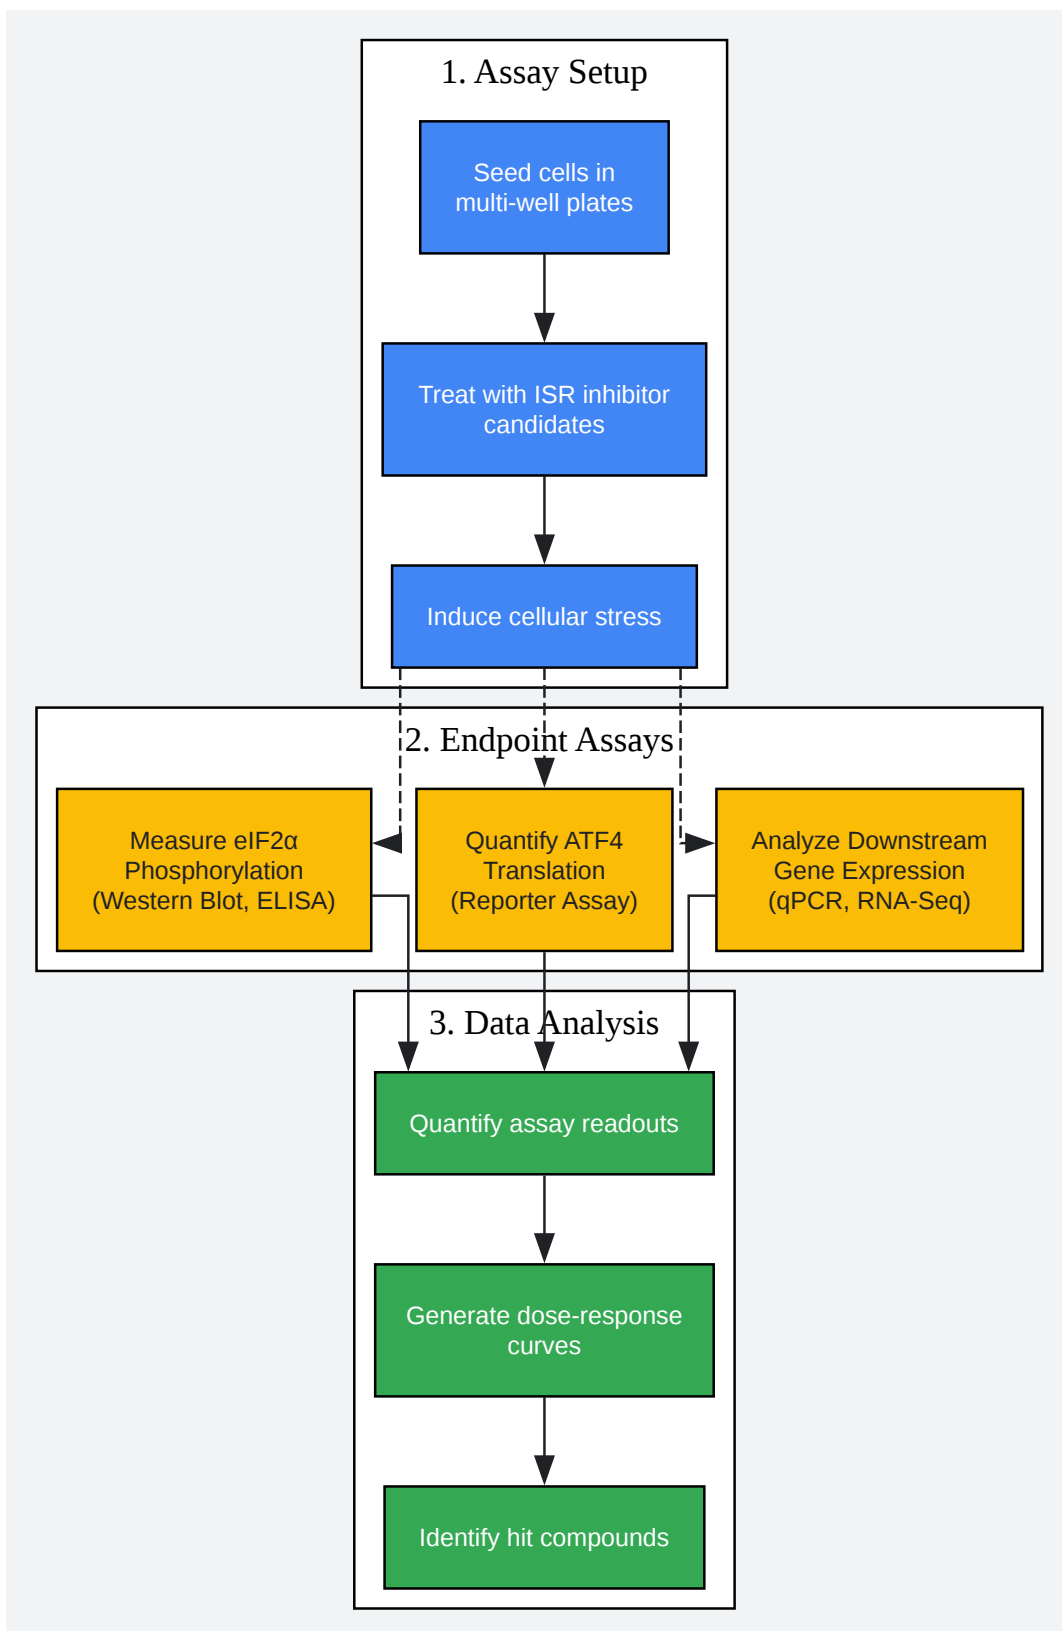 1. Assay Setup
Seed cells in
multi-well plates
Treat with ISR inhibitor
candidates
Induce cellular stress
2. Endpoint Assays
Measure eIF2α
Phosphorylation
(Western Blot, ELISA)
Quantify ATF4
Translation
(Reporter Assay)
Analyze Downstream
Gene Expression
(qPCR, RNA-Seq)
3. Data Analysis
Quantify assay readouts
Generate dose-response
curves
Identify hit compounds